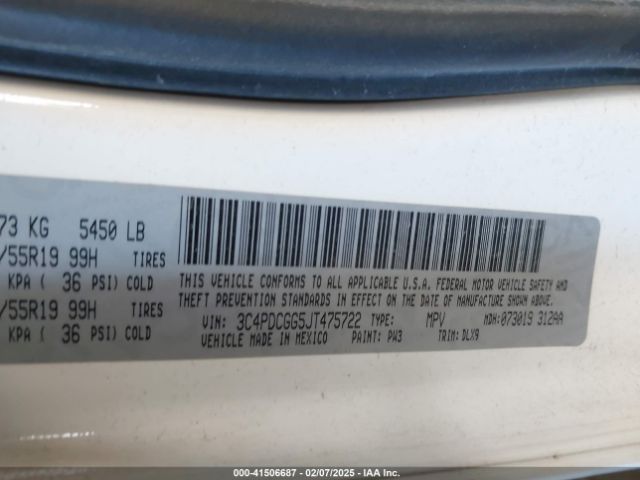 73 KG 5450 LB
/55R19 99H TIRES
KPA ( 36 PSI) COLD
/55R19 99H TIRES
KPA ( 36 PSI) COLD
THIS VEHICLE CONFORMS TO ALL APPLICABLE U.S.A. FEDERAL MOTOR VEHICLE SAFETY AND
THEFT PREVENTION STANDARDS IN EFFECT ON THE DATE OF MANUFACTURE SHOWN ABOVE.
VIN: 3C4PDCGG5JT475722 TYPE: MPV MDH:073019 312AA
VEHICLE MADE IN MEXICO PAINT: PW3 TRIM: DLX9
000-41506687 - 02/07/2025 - IAA Inc.